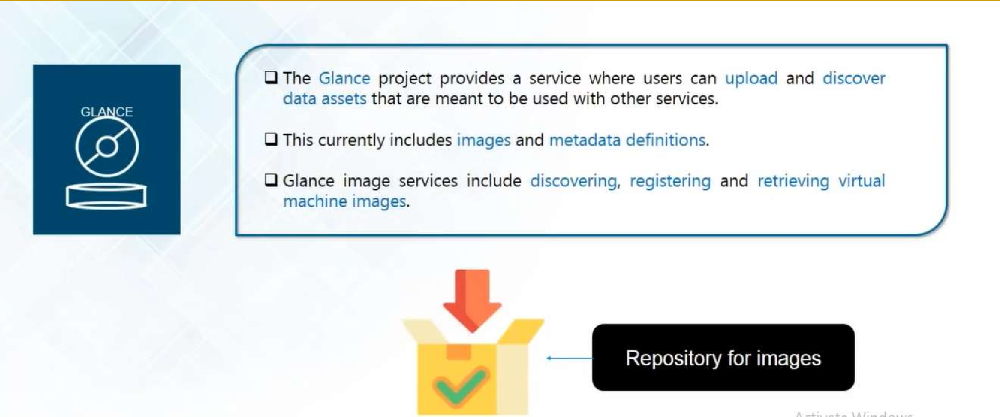 GLANCE
❑ The Glance project provides a service where users can upload and discover
data assets that are meant to be used with other services.
❑ This currently includes images and metadata definitions.
❑ Glance image services include discovering, registering and retrieving virtual
machine images.
Repository for images
Activate Windows